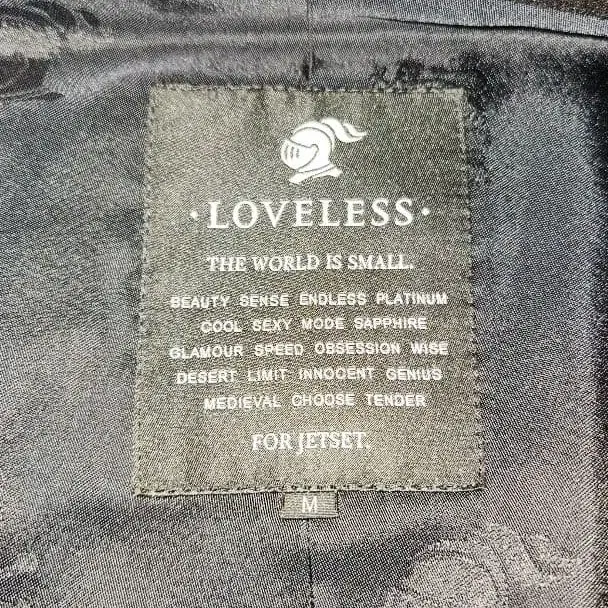 ·LOVELESS·
THE WORLD IS SMALL.
BEAUTY SENSE ENDLESS PLATINUM
COOL SEXY MODE SAPPHIRE
GLAMOUR SPEED OBSESSION WISE
DESERT LIMIT INNOCENT GENIUS
MEDIEVAL CHOOSE TENDER
FOR JETSET.
M